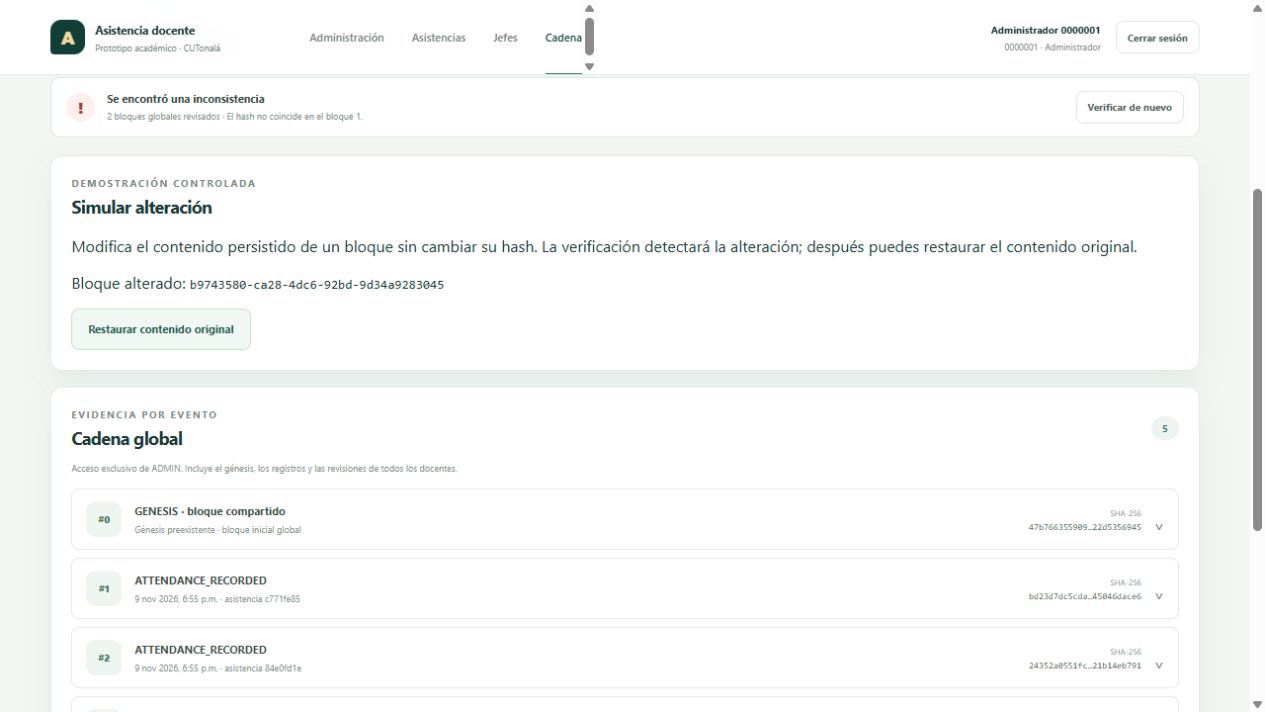 A
Asistencia docente
Prototipo académico · CUTonalá
Administración
Asistencias
Jefes
Cadena
Administrador 0000001
0000001 · Administrador
Cerrar sesión
!
Se encontró una inconsistencia
2 bloques globales revisados · El hash no coincide en el bloque 1.
Verificar de nuevo
DEMOSTRACIÓN CONTROLADA
Simular alteración
Modifica el contenido persistido de un bloque sin cambiar su hash. La verificación detectará la alteración; después puedes restaurar el contenido original.
Bloque alterado: b9743580-ca28-4dc6-92bd-9d34a9283045
Restaurar contenido original
EVIDENCIA POR EVENTO
Cadena global
5
Acceso exclusivo de ADMIN. Incluye el génesis, los registros y las revisiones de todos los docentes.
#0
GENESIS · bloque compartido
Génesis preexistente · bloque inicial global
SHA-256
47b766355909…22d5356945
#1
ATTENDANCE_RECORDED
9 nov 2026, 6:55 p.m. · asistencia c771fe85
SHA-256
bd23d7dc5cda…45046dace6
#2
ATTENDANCE_RECORDED
9 nov 2026, 6:55 p.m. · asistencia 84e0fd1e
SHA-256
24352a0551fc…21b14eb791